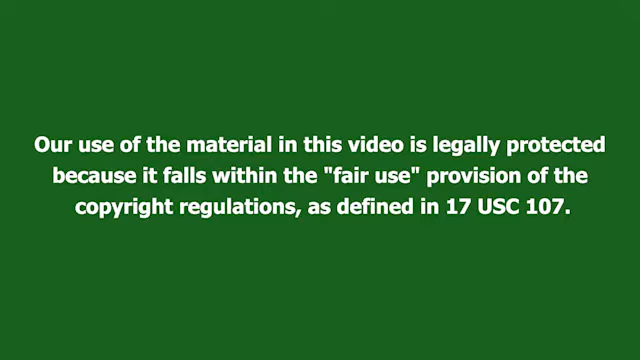 Our use of the material in this video is legally protected
because it falls within the "fair use" provision of the
copyright regulations, as defined in 17 USC 107.